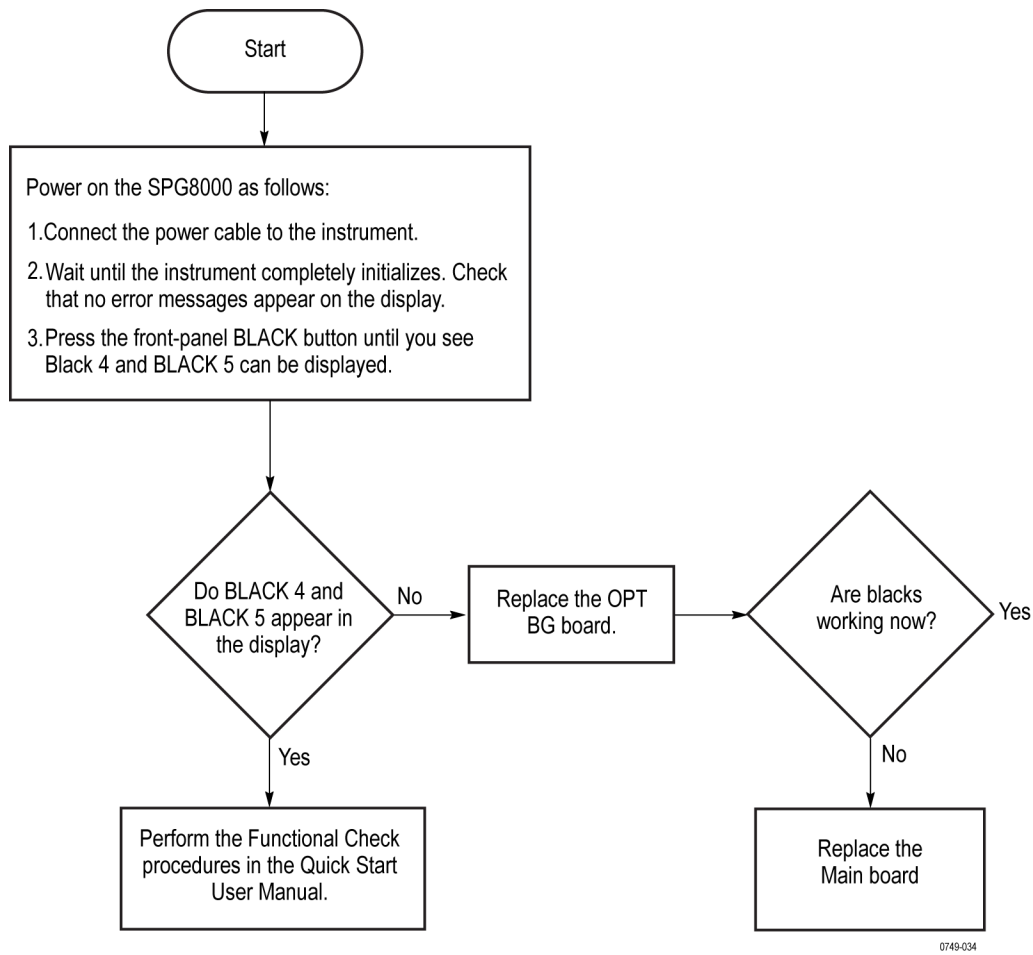 Start
Power on the SPG8000 as follows:
1.Connect the power cable to the instrument.
2.Wait until the instrument completely initializes. Check
that no error messages appear on the display.
3.Press the front-panel BLACK button until you see
Black 4 and BLACK 5 can be displayed.
Do BLACK 4 and
BLACK 5 appear in
the display?
No
Replace the OPT
BG board.
Are blacks
working now?
Yes
Yes
No
Perform the Functional Check
procedures in the Quick Start
User Manual.
Replace the
Main board
0749-034